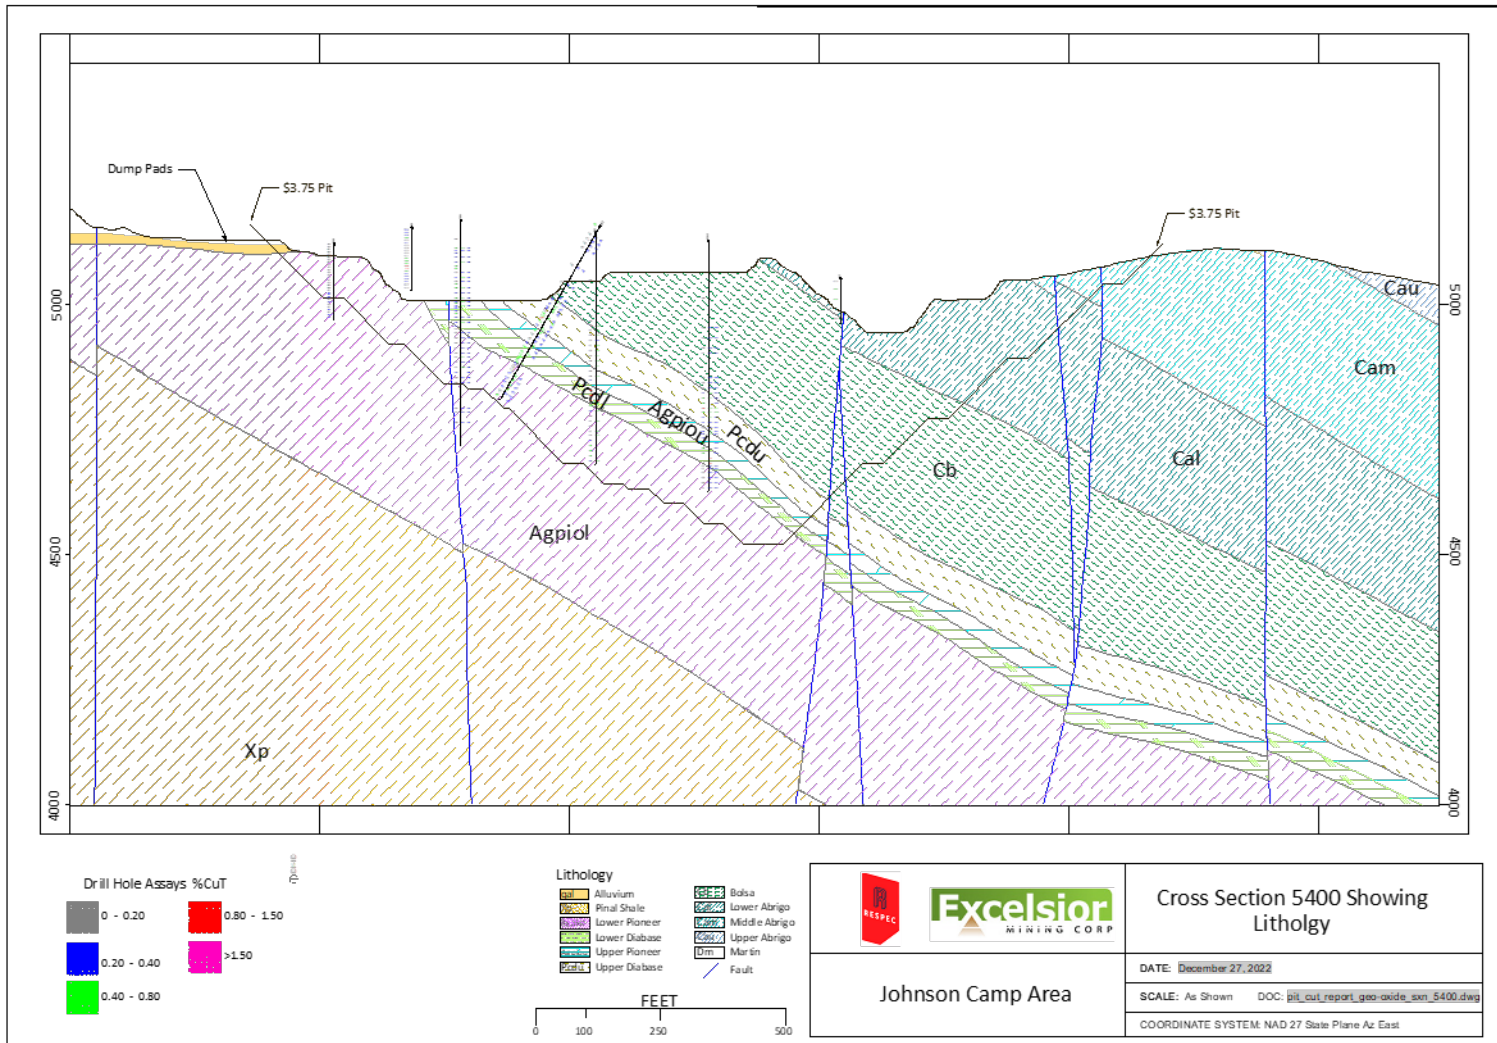 Dump Pads
$3.75 Pit
$3.75 Pit
5000
5000
Cau
Cam
Pcdl
Agpiou
Pcdu
Cb
Cal
4500
4500
Agpiol
Xp
4000
4000
Drill Hole Assays %CuT
0 - 0.20
0.80 - 1.50
0.20 - 0.40
>1.50
0.40 - 0.80
Lithology
qal Alluvium
Pinal Shale
Lower Pioneer
Lower Diabase
Upper Pioneer
Pcdu Upper Diabase
Bolsa
Lower Abrigo
Middle Abrigo
Cau Upper Abrigo
Dm Martin
Fault
FEET
0 100 250 500
RESPEC
Excelsior
MINING CORP
Johnson Camp Area
Cross Section 5400 Showing
Litholgy
DATE: December 27, 2022
SCALE: As Shown DOC: pit_cut_report_geo-oxide_sxn_5400.dwg
COORDINATE SYSTEM: NAD 27 State Plane Az East